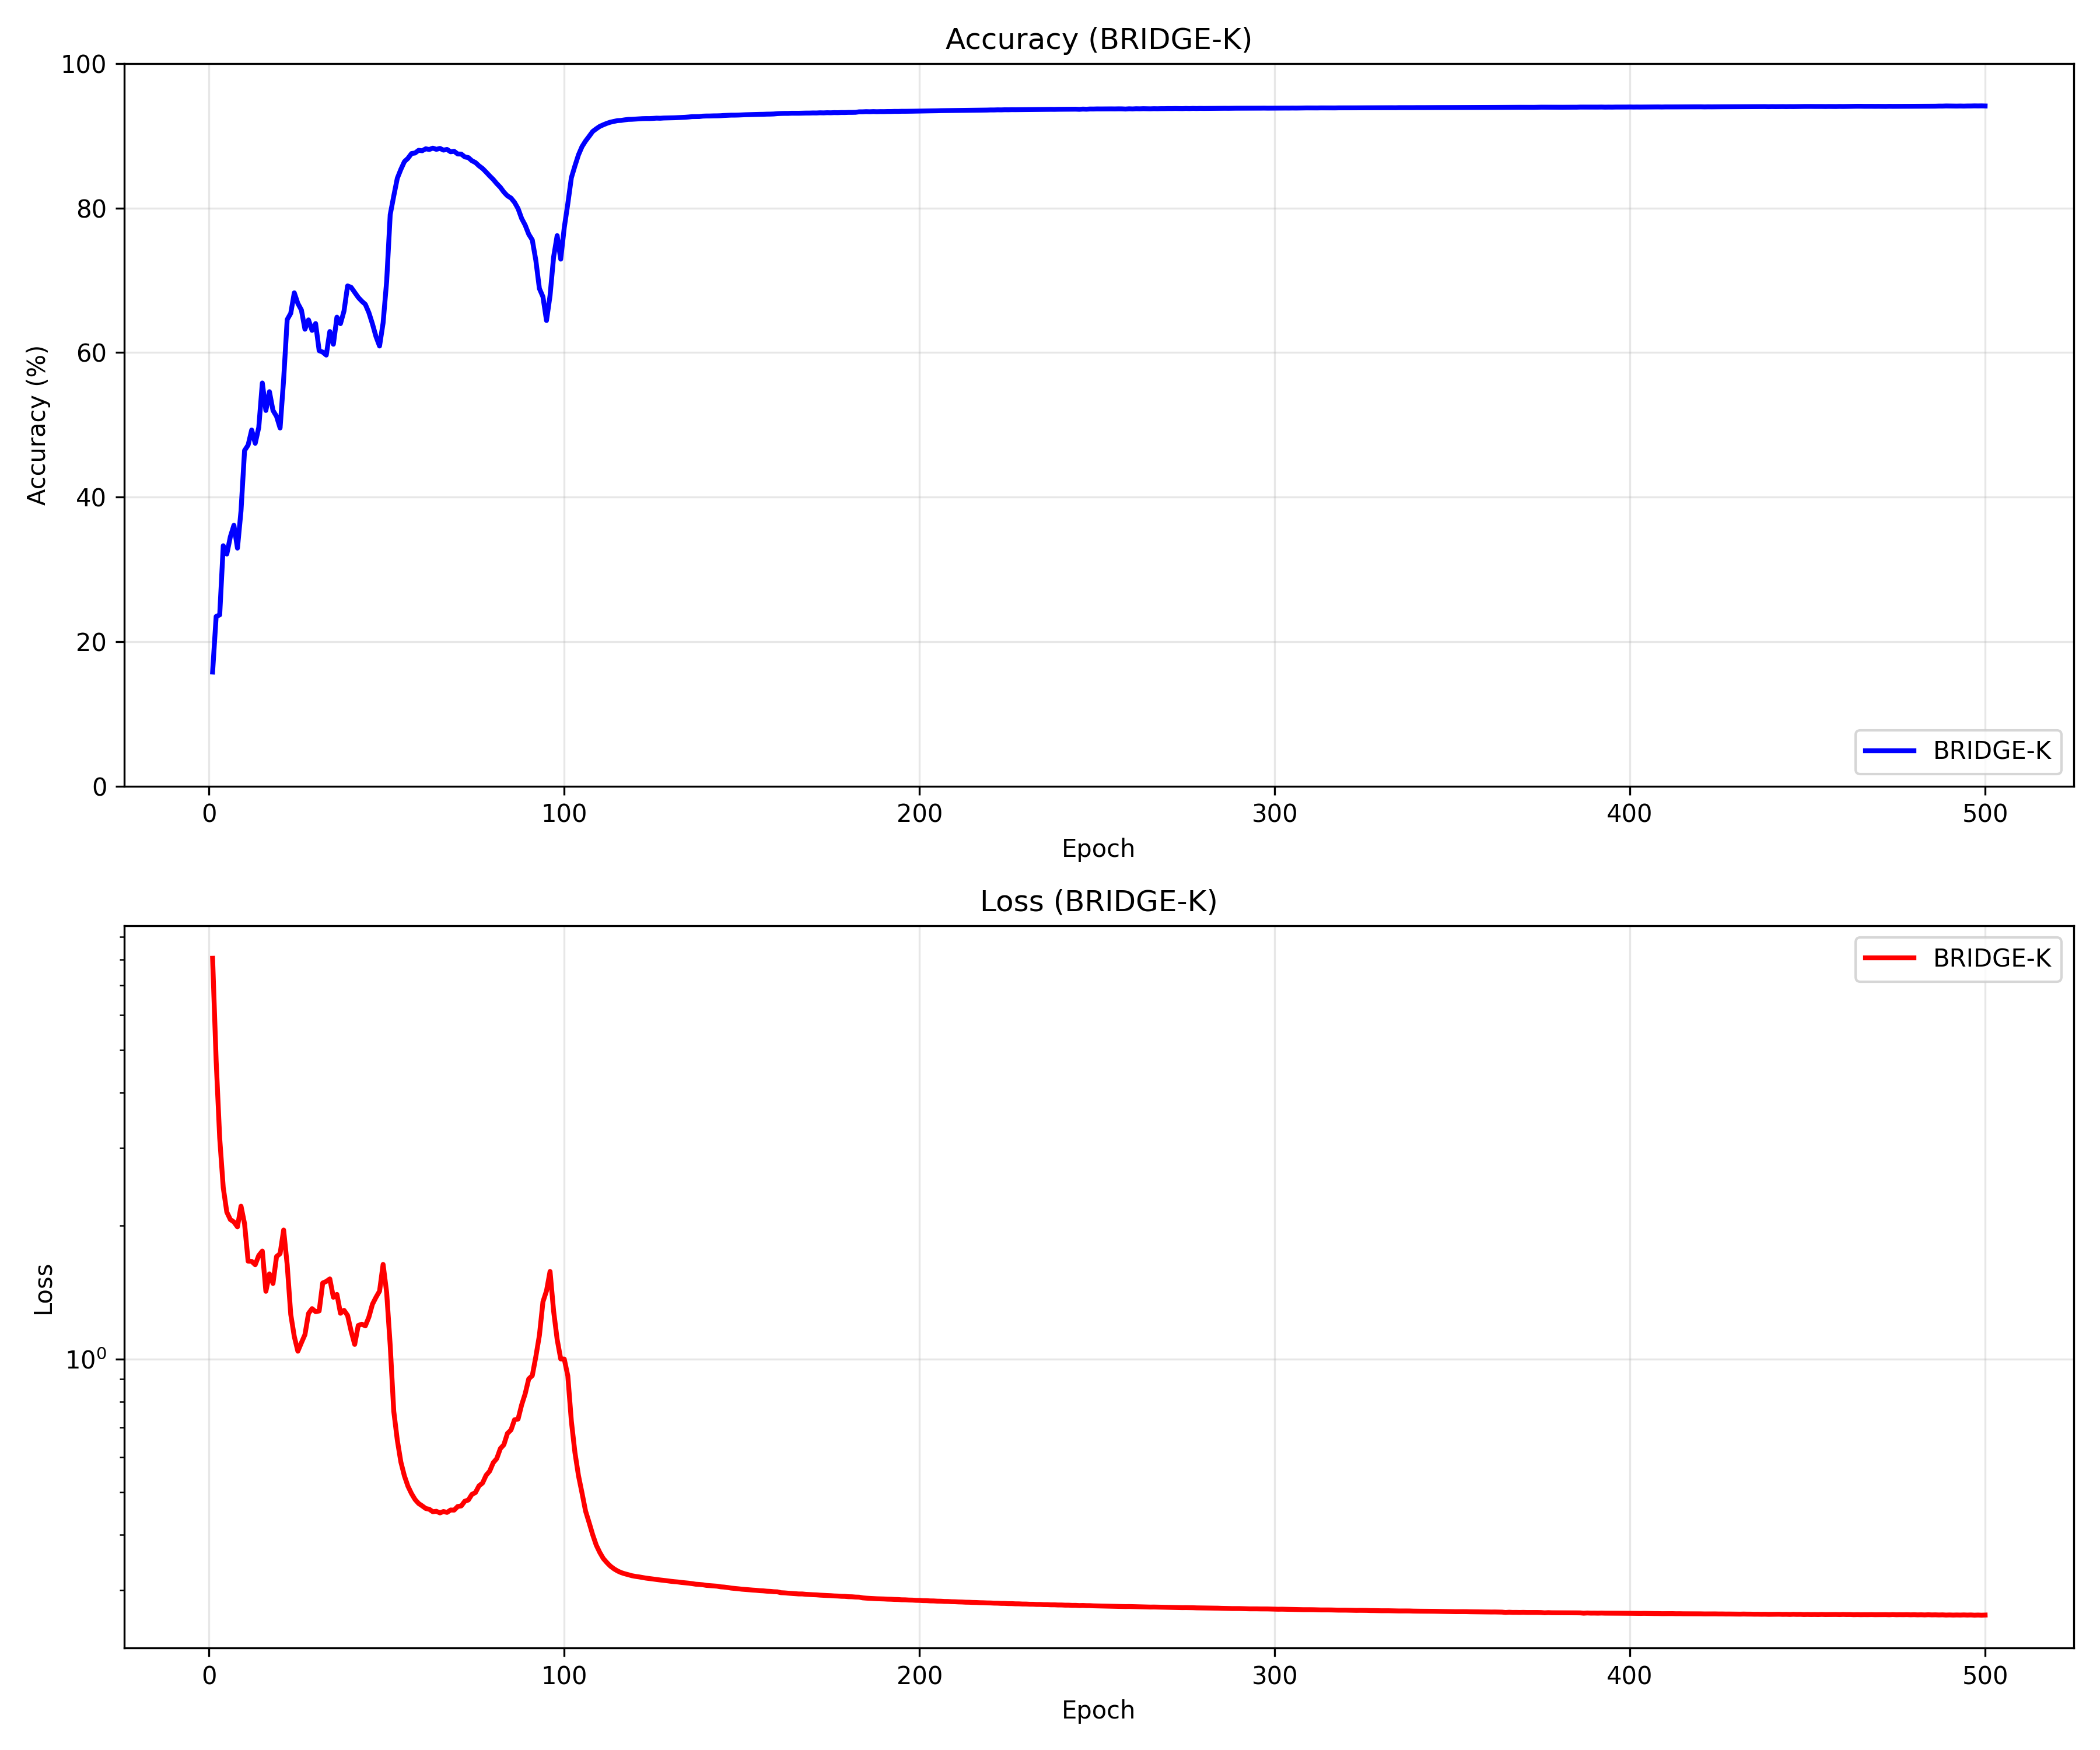 Accuracy (BRIDGE-K)
100
80
60
40
20
0
Accuracy (%)
BRIDGE-K
0 100 200 300 400 500
Epoch
Loss (BRIDGE-K)
BRIDGE-K
Loss
10⁰
0 100 200 300 400 500
Epoch